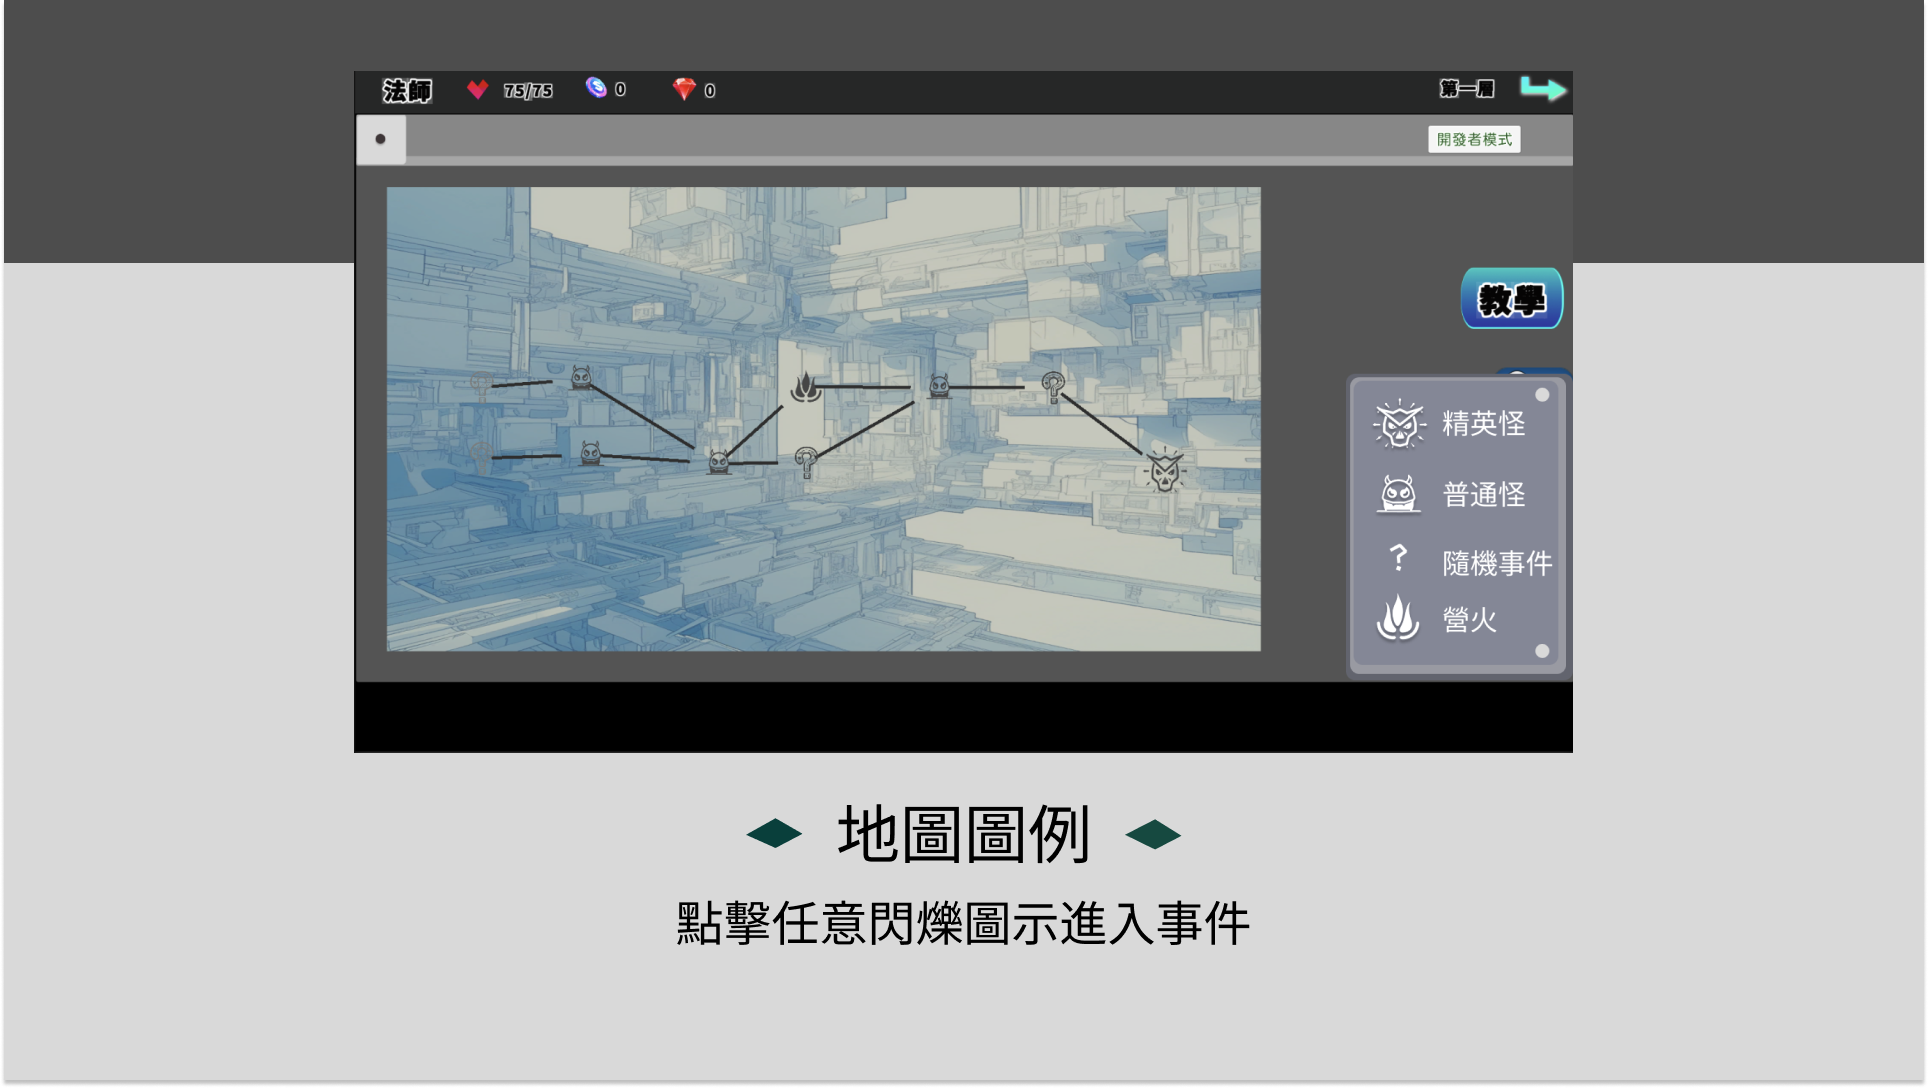 法師 75/75 0 0 第一層
開發者模式
教學
精英怪
普通怪
? 隨機事件
營火
地圖圖例
點擊任意閃爍圖示進入事件